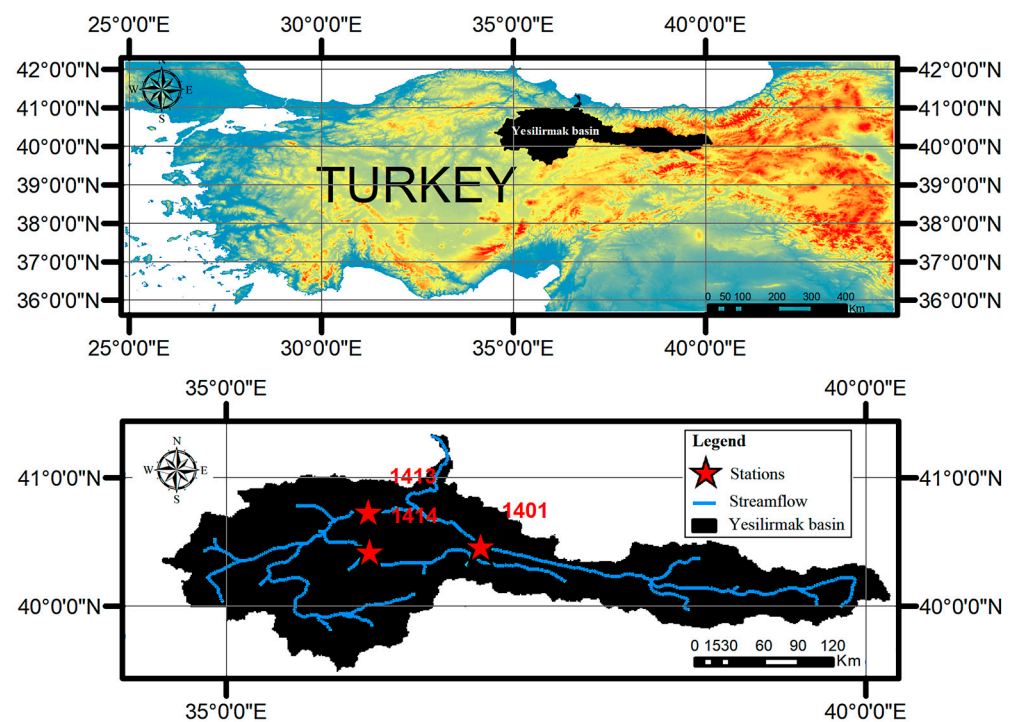 25°0'0"E 30°0'0"E 35°0'0"E 40°0'0"E
42°0'0"N 42°0'0"N
N
W E
S
41°0'0"N 41°0'0"N
Yesilirmak basin
40°0'0"N 40°0'0"N
TURKEY
39°0'0"N 39°0'0"N
38°0'0"N 38°0'0"N
37°0'0"N 37°0'0"N
36°0'0"N 36°0'0"N
0 50 100 200 300 400
Km
25°0'0"E 30°0'0"E 35°0'0"E 40°0'0"E
35°0'0"E 40°0'0"E
N
W E
S
Legend
Stations
Streamflow
Yesilirmak basin
41°0'0"N 41°0'0"N
1413
1401
1414
40°0'0"N 40°0'0"N
0 1530 60 90 120
Km
35°0'0"E 40°0'0"E